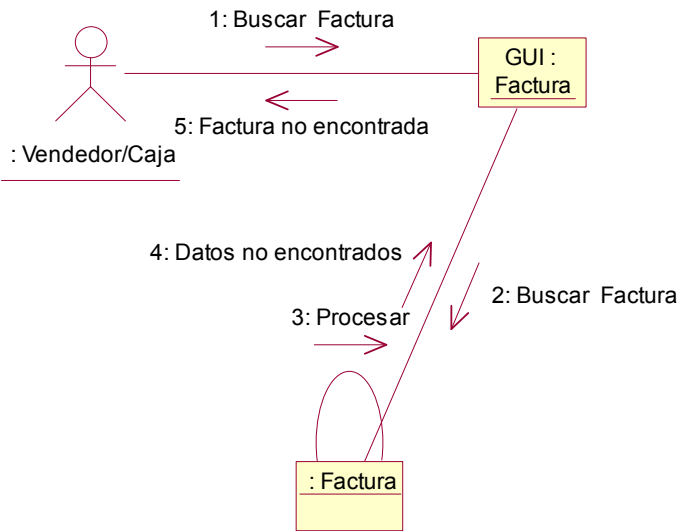 1: Buscar Factura
GUI :
Factura
5: Factura no encontrada
: Vendedor/Caja
4: Datos no encontrados
2: Buscar Factura
3: Procesar
: Factura